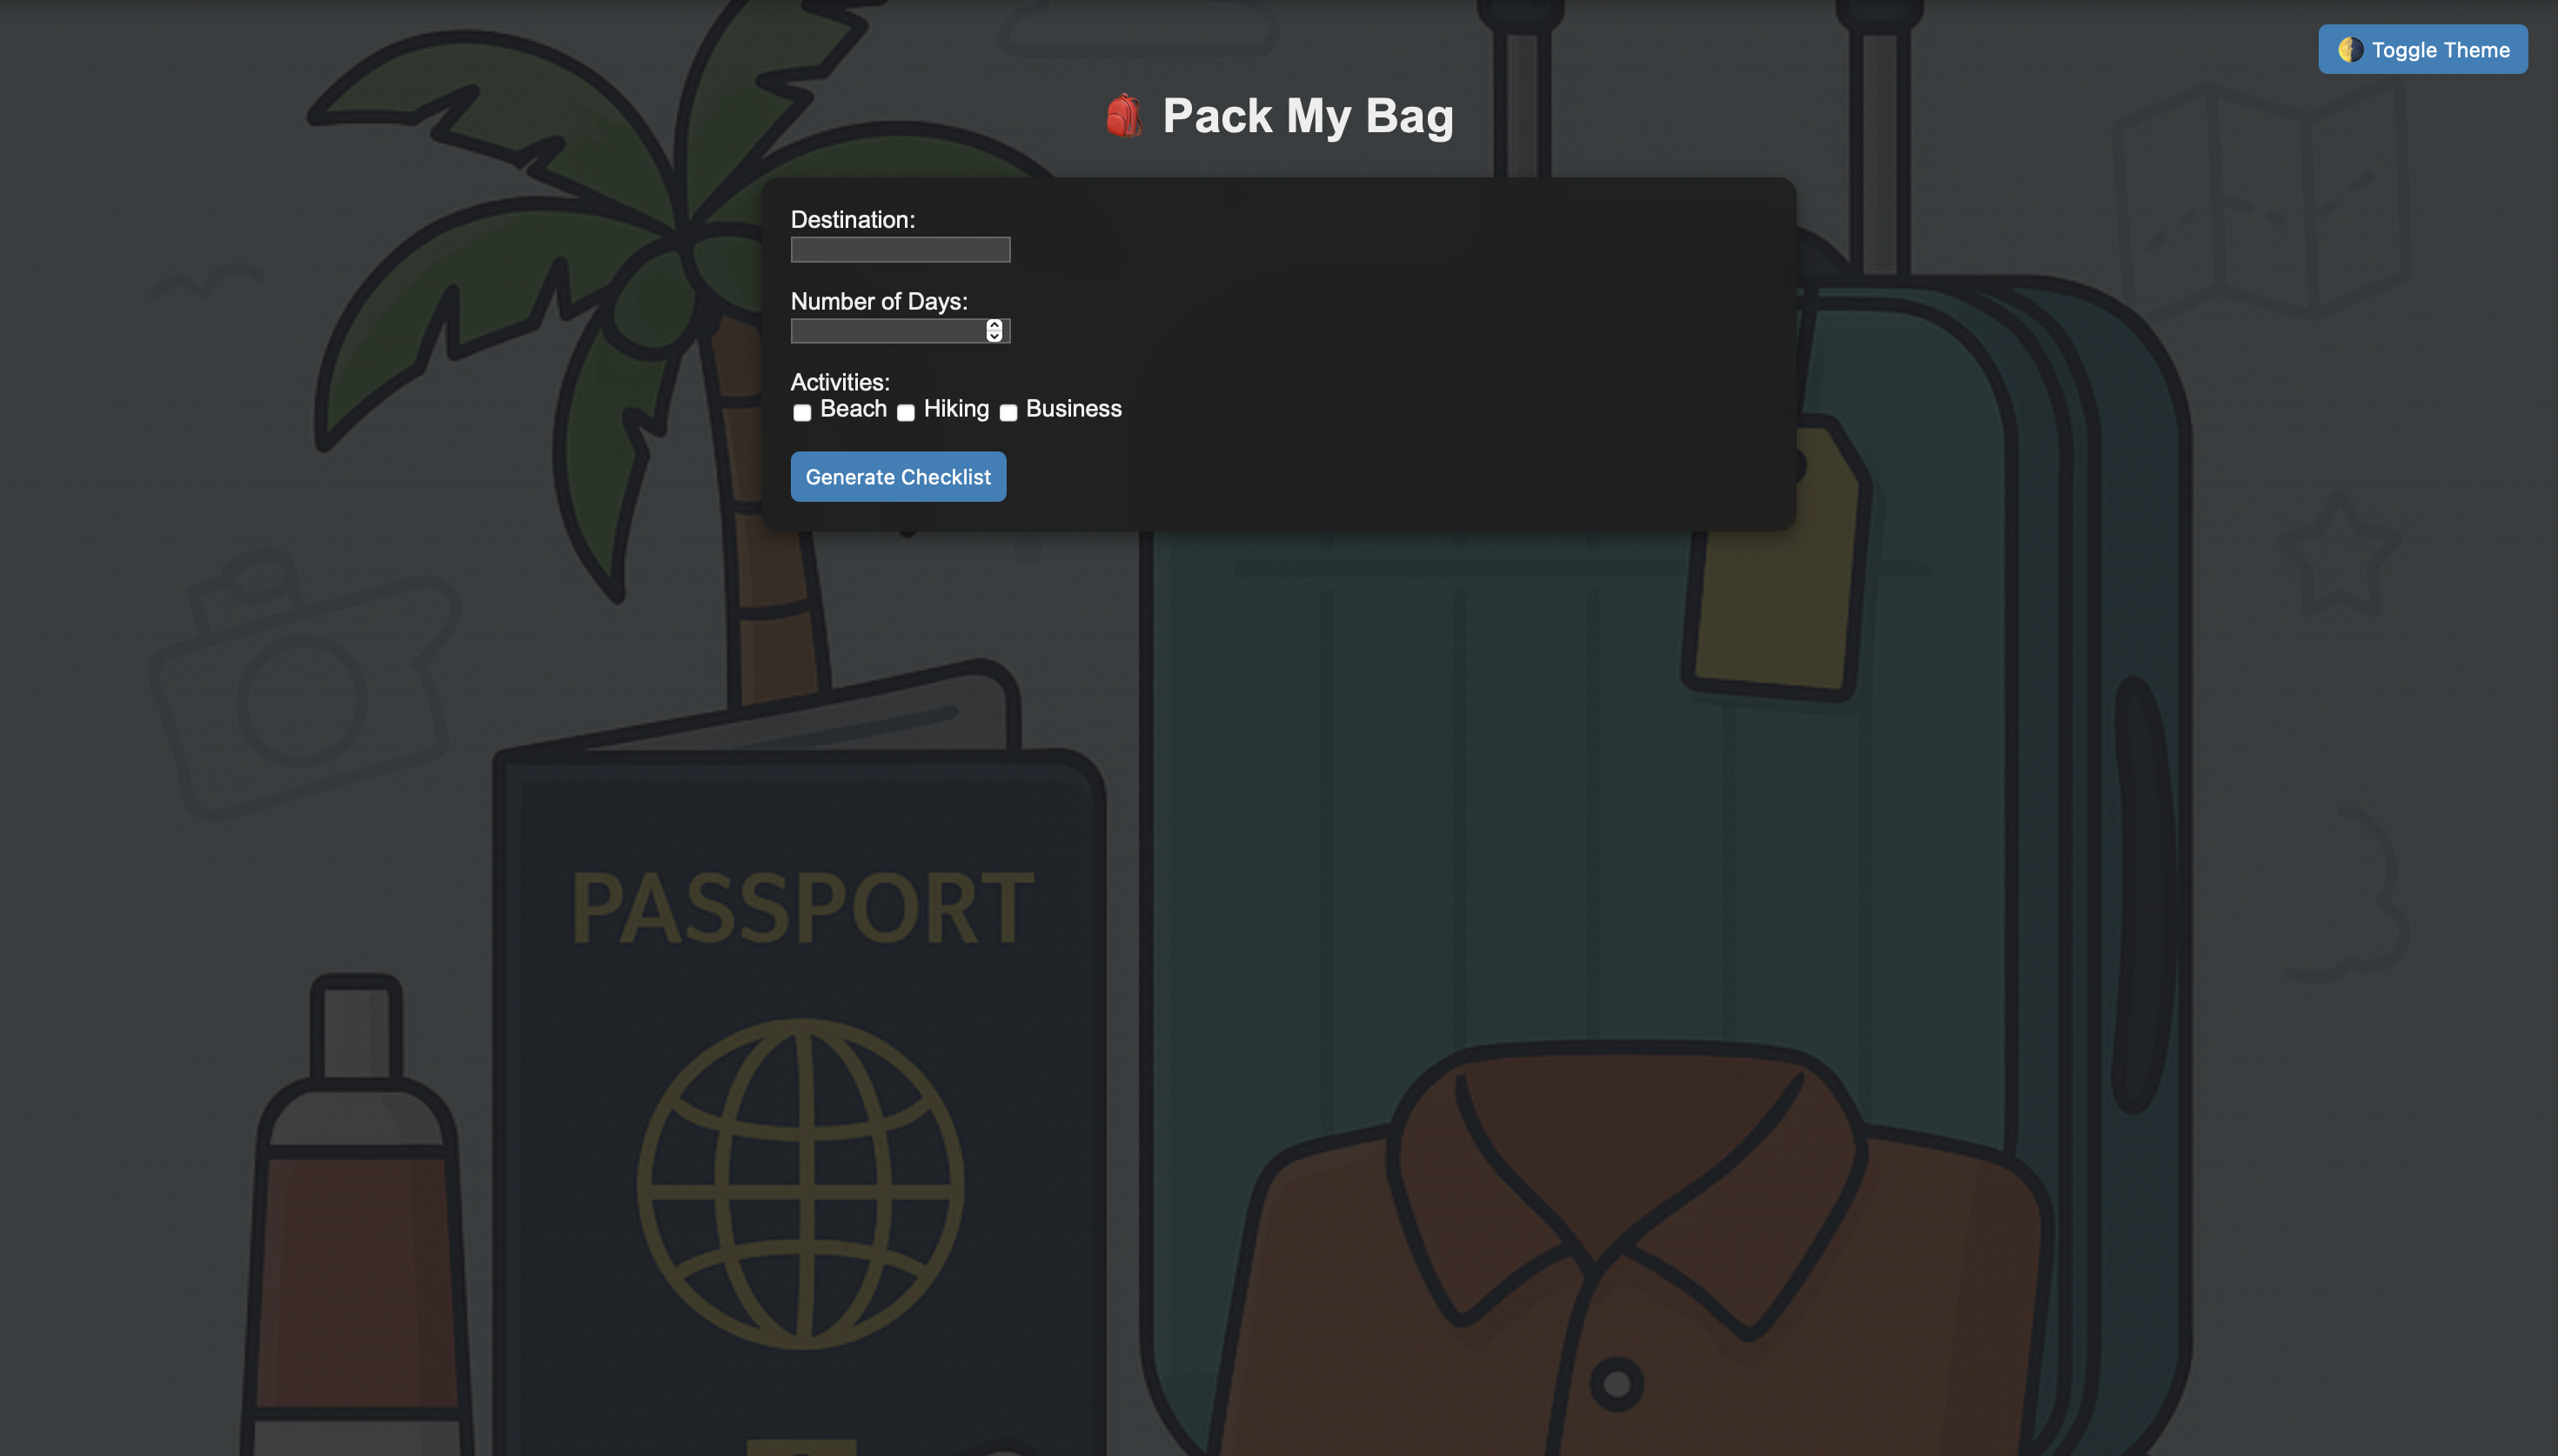 Toggle Theme
Pack My Bag
Destination:
Number of Days:
Activities:
Beach Hiking Business
Generate Checklist
PASSPORT